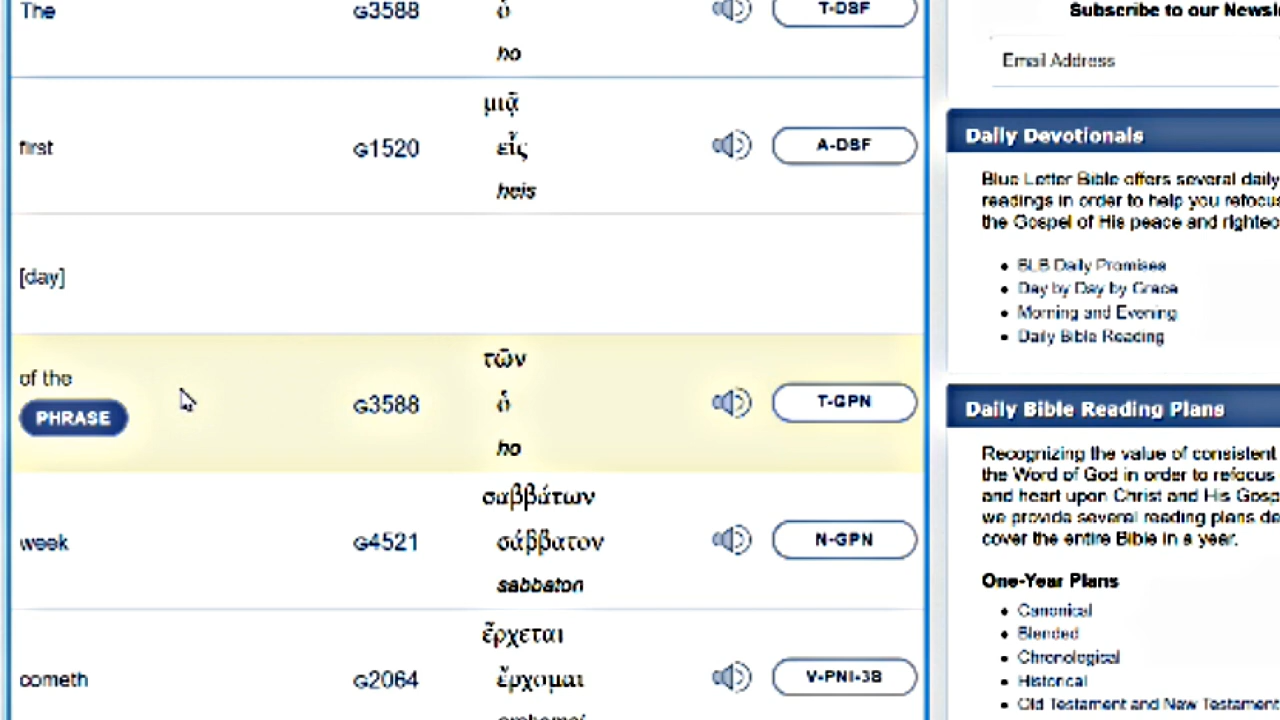 The G3588 ὁ T-DSF
ho
μιᾷ
first G1520 εἷς A-DSF
heis
[day]
τῶν
of the
PHRASE G3588 ὁ T-GPN
ho
σαββάτων
week G4521 σάββατον N-GPN
sabbaton
ἔρχεται
cometh G2064 ἔρχομαι V-PNI-3S
Subscribe to our Newsl
Email Address
Daily Devotionals
Blue Letter Bible offers several daily
readings in order to help you refocus
the Gospel of His peace and righteo
• BLB Daily Promises
• Day by Day by Grace
• Morning and Evening
• Daily Bible Reading
Daily Bible Reading Plans
Recognizing the value of consistent
the Word of God in order to refocus
and heart upon Christ and His Gosp
we provide several reading plans de
cover the entire Bible in a year.
One-Year Plans
• Canonical
• Blended
• Chronological
• Historical
• Old Testament and New Testament